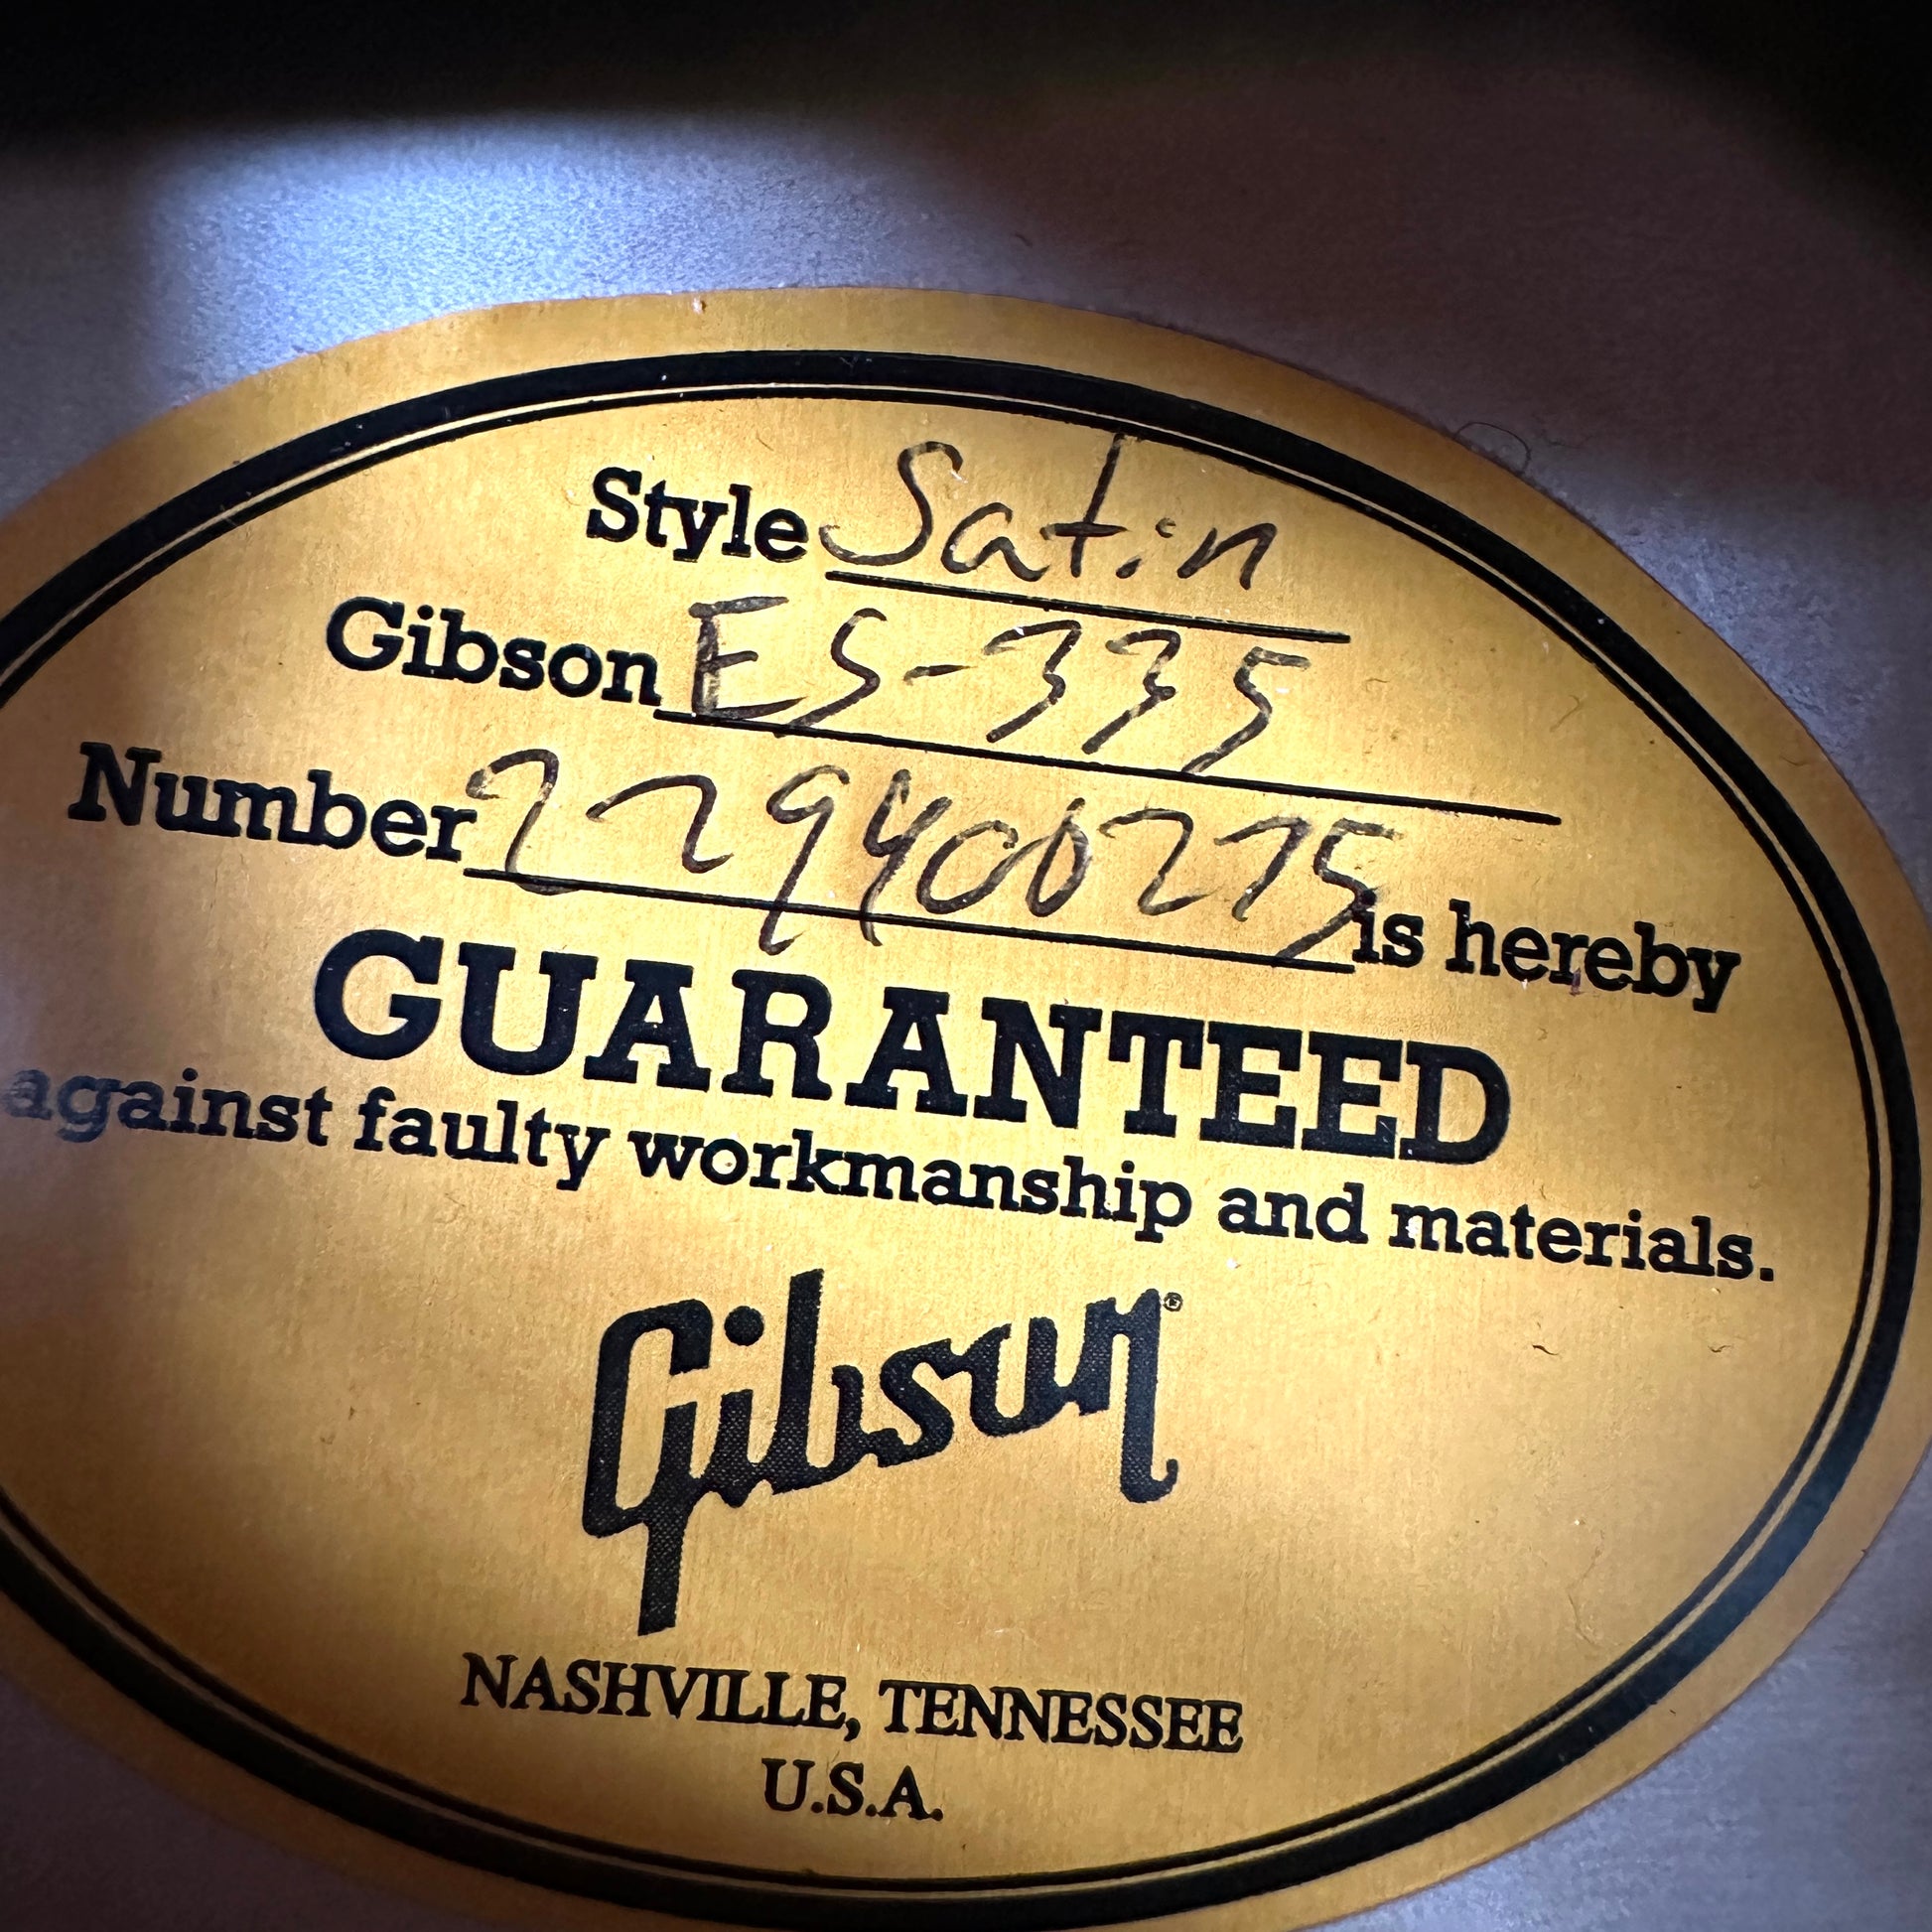 Style Satin
Gibson ES-335
Number 229400275 is hereby
GUARANTEED
against faulty workmanship and materials.
Gibson®
NASHVILLE, TENNESSEE
U.S.A.